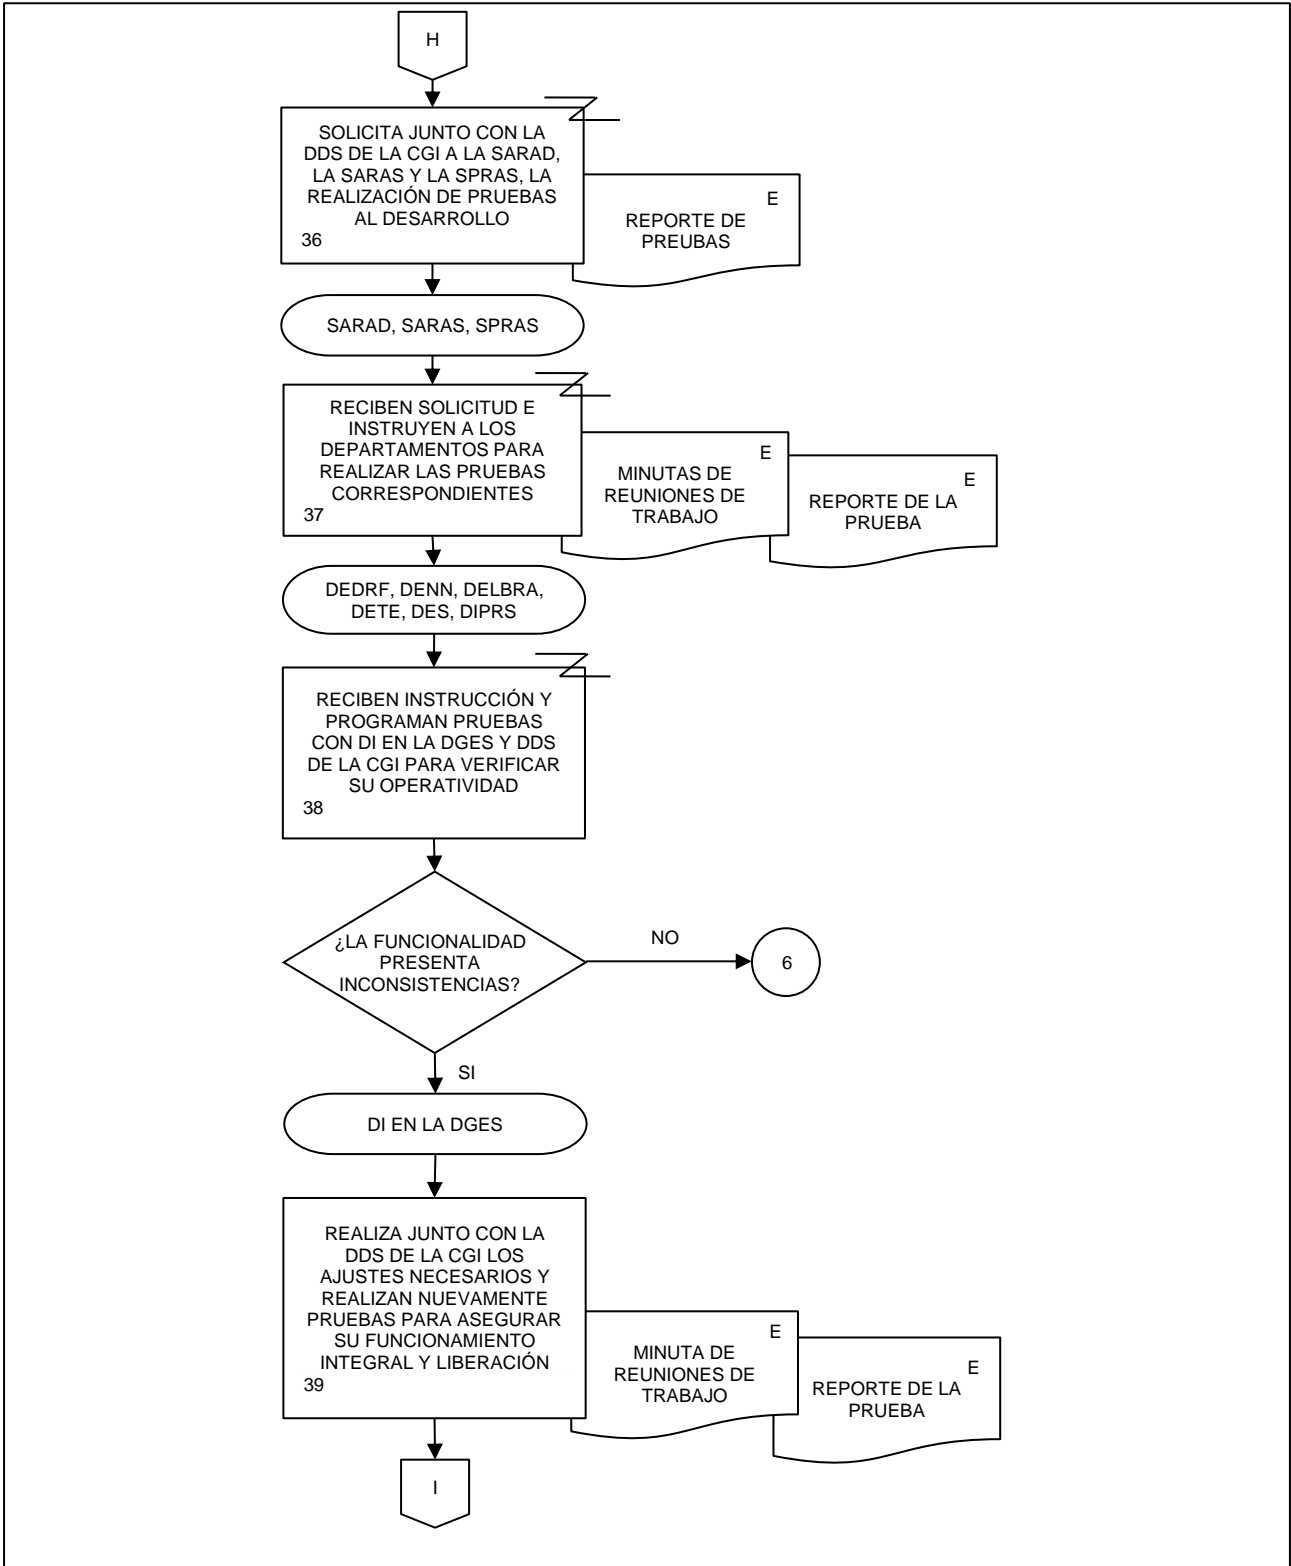 H
SOLICITA JUNTO CON LA
DDS DE LA CGI A LA SARAD,
LA SARAS Y LA SPRAS, LA
REALIZACIÓN DE PRUEBAS
AL DESARROLLO
36
E
REPORTE DE
PREUBAS
SARAD, SARAS, SPRAS
RECIBEN SOLICITUD E
INSTRUYEN A LOS
DEPARTAMENTOS PARA
REALIZAR LAS PRUEBAS
CORRESPONDIENTES
37
E
MINUTAS DE
REUNIONES DE
TRABAJO
E
REPORTE DE LA
PRUEBA
DEDRF, DENN, DELBRA,
DETE, DES, DIPRS
RECIBEN INSTRUCCIÓN Y
PROGRAMAN PRUEBAS
CON DI EN LA DGES Y DDS
DE LA CGI PARA VERIFICAR
SU OPERATIVIDAD
38
¿LA FUNCIONALIDAD
PRESENTA
INCONSISTENCIAS?
NO
6
SI
DI EN LA DGES
REALIZA JUNTO CON LA
DDS DE LA CGI LOS
AJUSTES NECESARIOS Y
REALIZAN NUEVAMENTE
PRUEBAS PARA ASEGURAR
SU FUNCIONAMIENTO
INTEGRAL Y LIBERACIÓN
39
E
MINUTA DE
REUNIONES DE
TRABAJO
E
REPORTE DE LA
PRUEBA
I